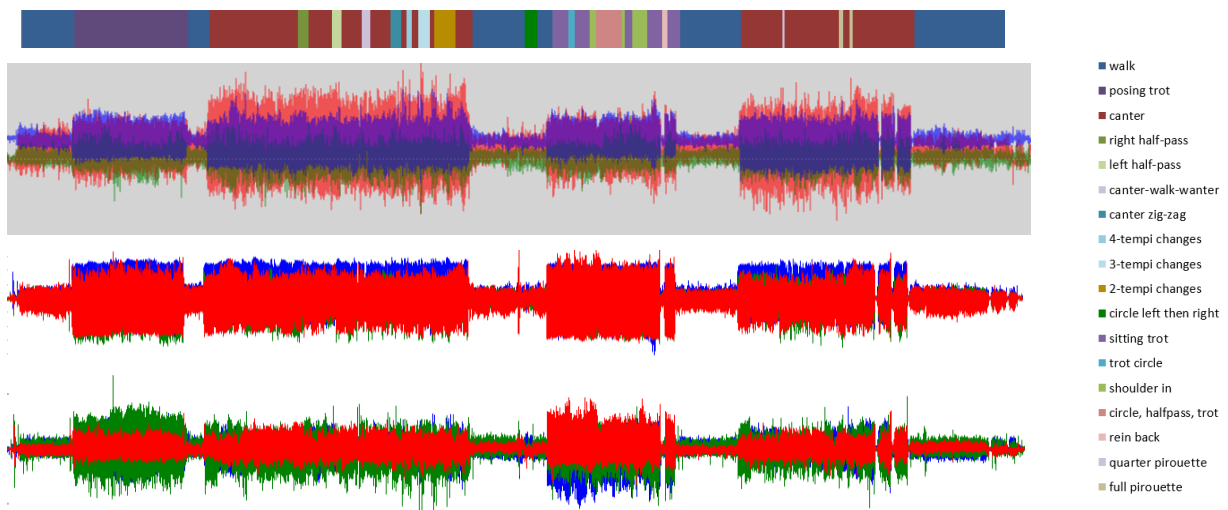 walk
posing trot
canter
right half-pass
left half-pass
canter-walk-wanter
canter zig-zag
4-tempi changes
3-tempi changes
2-tempi changes
circle left then right
sitting trot
trot circle
shoulder in
circle, halfpass, trot
rein back
quarter pirouette
full pirouette